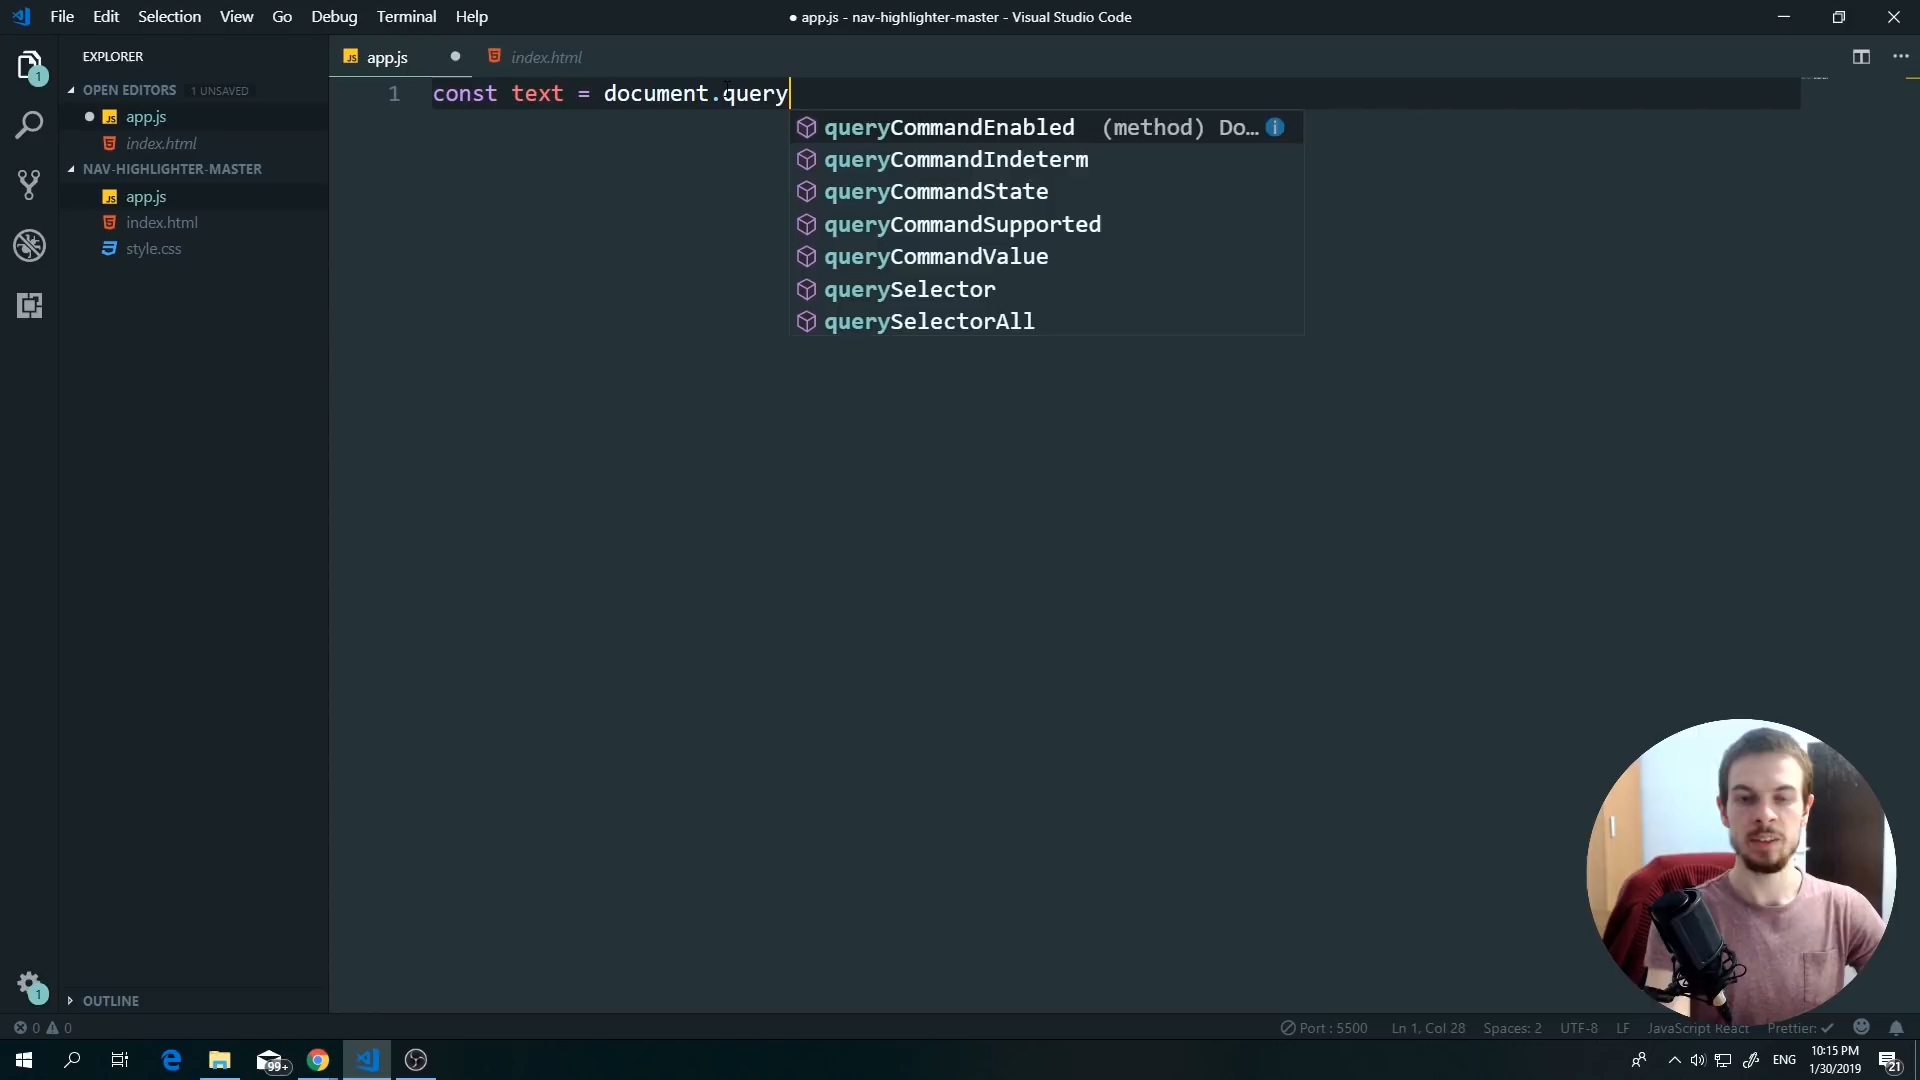 File Edit Selection View Go Debug Terminal Help
● app.js - nav-highlighter-master - Visual Studio Code
EXPLORER
OPEN EDITORS 1 UNSAVED
app.js
index.html
NAV-HIGHLIGHTER-MASTER
app.js
index.html
style.css
OUTLINE
1
1
app.js ● index.html
1 const text = document.query
queryCommandEnabled (method) Do...
queryCommandIndeterm
queryCommandState
queryCommandSupported
queryCommandValue
querySelector
querySelectorAll
0 0
Port : 5500 Ln 1, Col 28 Spaces: 2 UTF-8 LF JavaScript React Prettier: ✓
99+
ENG
10:15 PM
1/30/2019
21